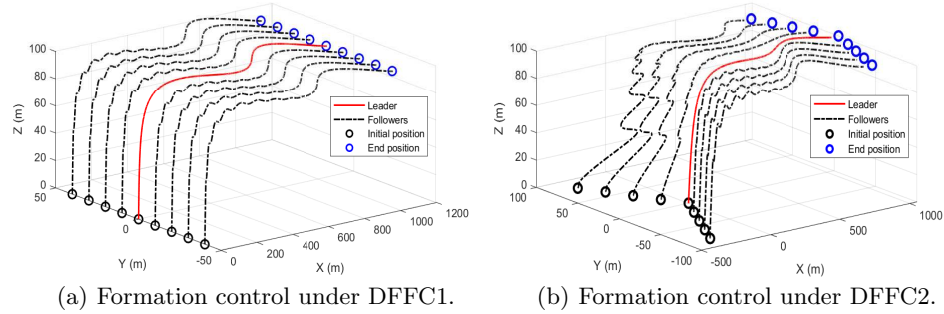 100
80
60
40
20
0
Z (m)
50
0
-50
Y (m)
0
200
400
600
800
1000
1200
X (m)
Leader
Followers
Initial position
End position
(a) Formation control under DFFC1.
100
80
60
40
20
0
Z (m)
100
50
0
-50
-100
Y (m)
-500
0
500
1000
X (m)
Leader
Followers
Initial position
End position
(b) Formation control under DFFC2.